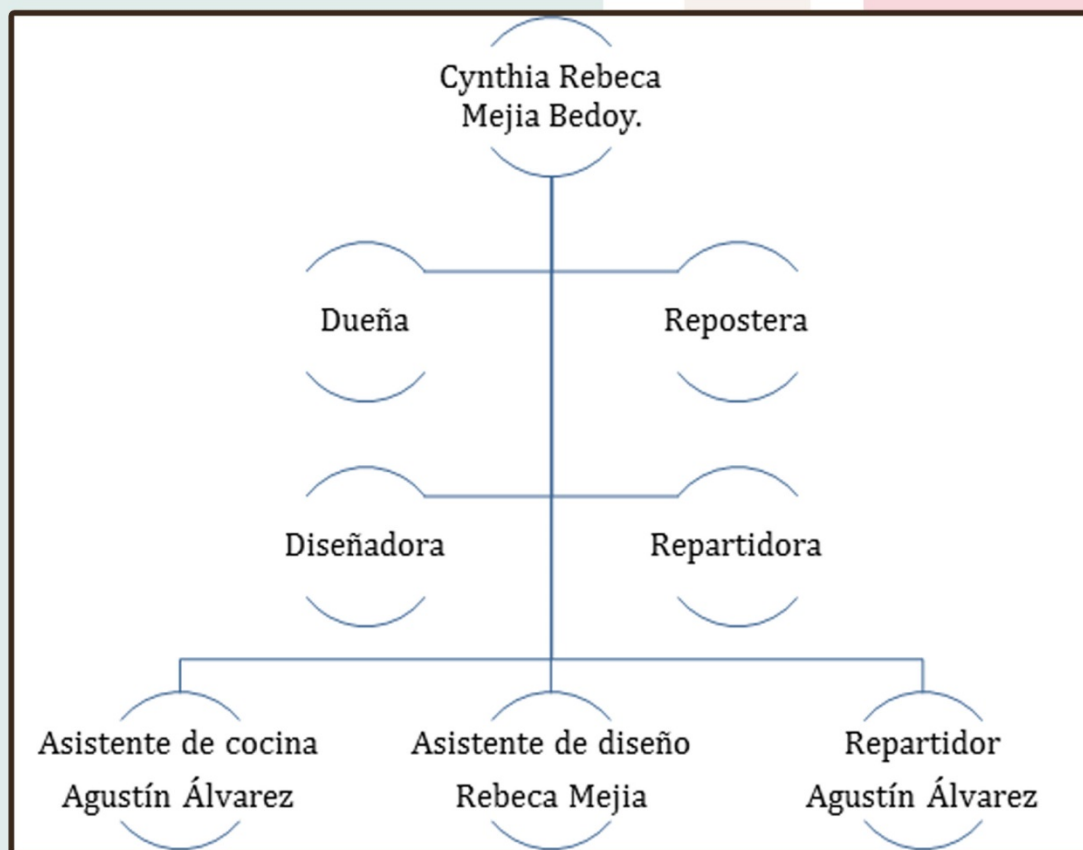 Cynthia Rebeca
Mejia Bedoy.
Dueña
Repostera
Diseñadora
Repartidora
Asistente de cocina
Agustín Álvarez
Asistente de diseño
Rebeca Mejia
Repartidor
Agustín Álvarez